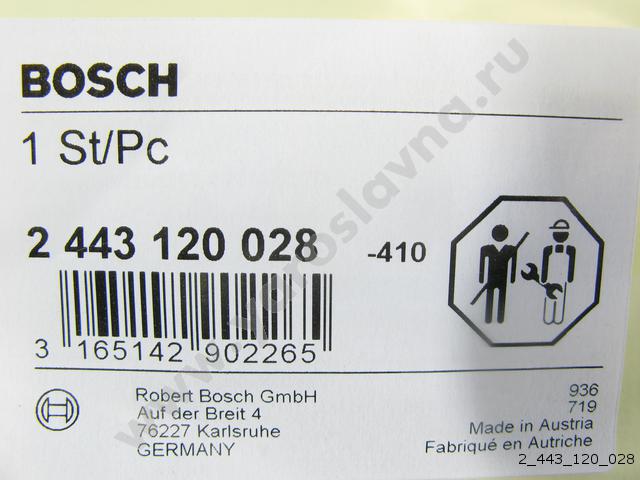 BOSCH
1 St/Pc
2 443 120 028 -410
3 165142 902265
Robert Bosch GmbH
Auf der Breit 4
76227 Karlsruhe
GERMANY
936
719
Made in Austria
Fabriqué en Autriche
www.yaroslavna.ru
2_443_120_028